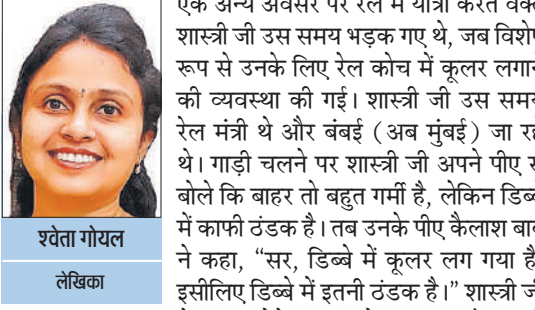 एक अन्य अवसर पर रेल में यात्रा करते वक्त
शास्त्री जी उस समय भड़क गए थे, जब विशेष
रूप से उनके लिए रेल कोच में कूलर लगाने
की व्यवस्था की गई। शास्त्री जी उस समय
रेल मंत्री थे और बंबई (अब मुंबई) जा रहे
थे। गाड़ी चलने पर शास्त्री जी अपने पीए से
बोले कि बाहर तो बहुत गर्मी है, लेकिन डिब्बे
में काफी ठंडक है। तब उनके पीए कैलाश बाबू
ने कहा, “सर, डिब्बे में कूलर लग गया है,
इसीलिए डिब्बे में इतनी ठंडक है।” शास्त्री जी
श्वेता गोयल
लेखिका